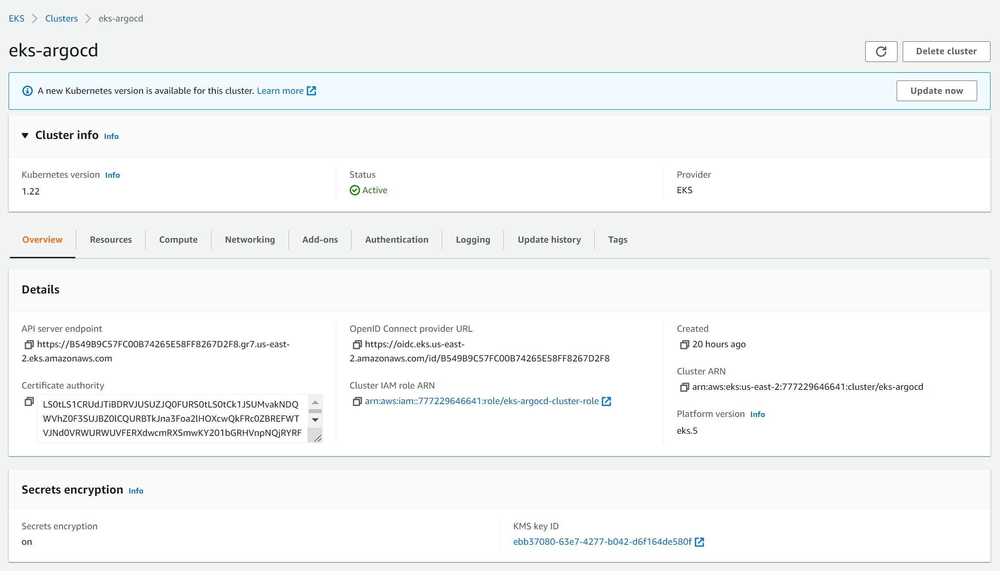 EKS > Clusters > eks-argocd
eks-argocd
Delete cluster
A new Kubernetes version is available for this cluster. Learn more
Update now
Cluster info Info
Kubernetes version Info
1.22
Status
Active
Provider
EKS
Overview
Resources
Compute
Networking
Add-ons
Authentication
Logging
Update history
Tags
Details
API server endpoint
https://B549B9C57FC00B74265E58FF8267D2F8.gr7.us-east-
2.eks.amazonaws.com
Certificate authority
LS0tLS1CRUdJTiBDRVJUSUZJQ0FURS0tLS0tCk1JSUMvakNDQ
WVhZ0F3SUJBZ0lCQURBTkJna3Foa2lHOXcwQkFRc0ZBREFWT
VJNd0VRWURWUVFERXdwcmRXSmwKY201bGRHVnpNQjRYRF
OpenID Connect provider URL
https://oidc.eks.us-east-
2.amazonaws.com/id/B549B9C57FC00B74265E58FF8267D2F8
Cluster IAM role ARN
arn:aws:iam::777229646641:role/eks-argocd-cluster-role
Created
20 hours ago
Cluster ARN
arn:aws:eks:us-east-2:777229646641:cluster/eks-argocd
Platform version Info
eks.5
Secrets encryption Info
Secrets encryption
on
KMS key ID
ebb37080-63e7-4277-b042-d6f164de580f